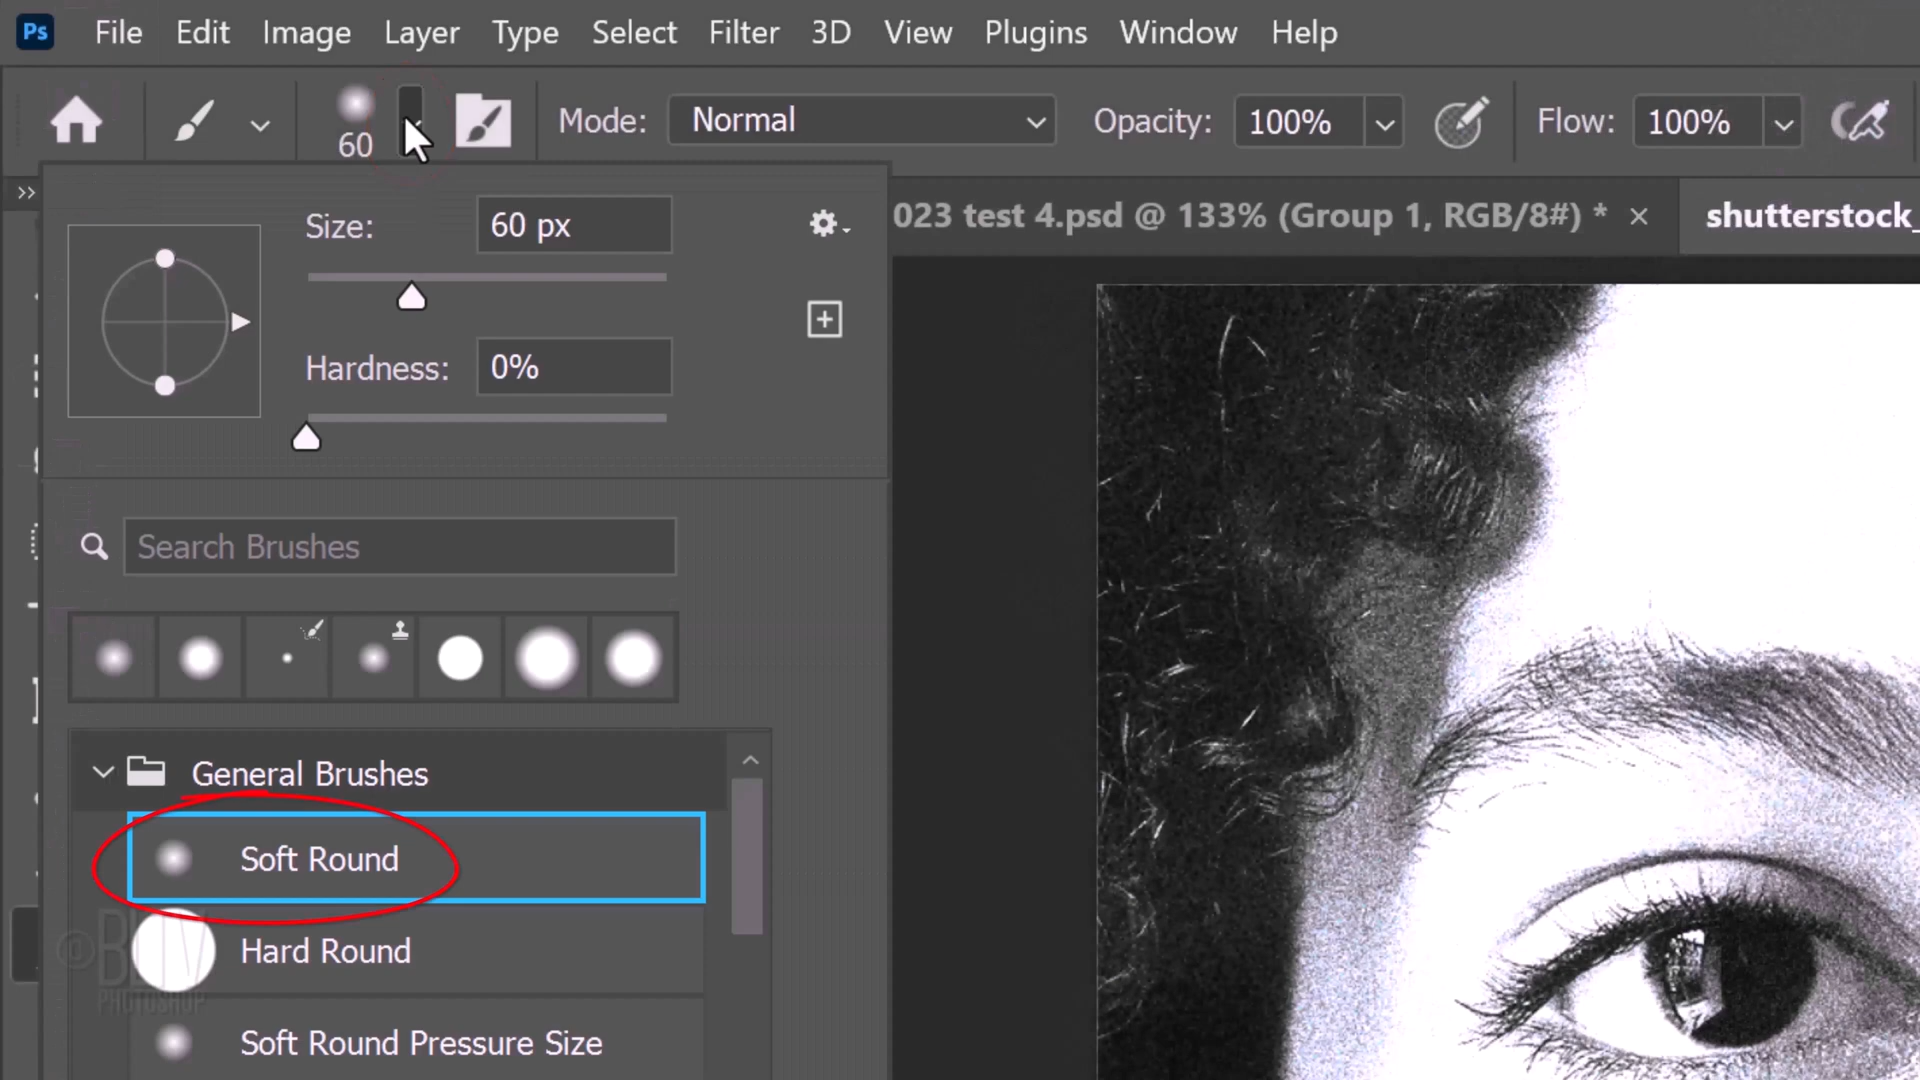 Ps File Edit Image Layer Type Select Filter 3D View Plugins Window Help
60 Mode: Normal Opacity: 100% Flow: 100%
023 test 4.psd @ 133% (Group 1, RGB/8#) * × shutterstock_
Size: 60 px
Hardness: 0%
Search Brushes
General Brushes
Soft Round
Hard Round
Soft Round Pressure Size
@BLTV
PHOTOSHOP